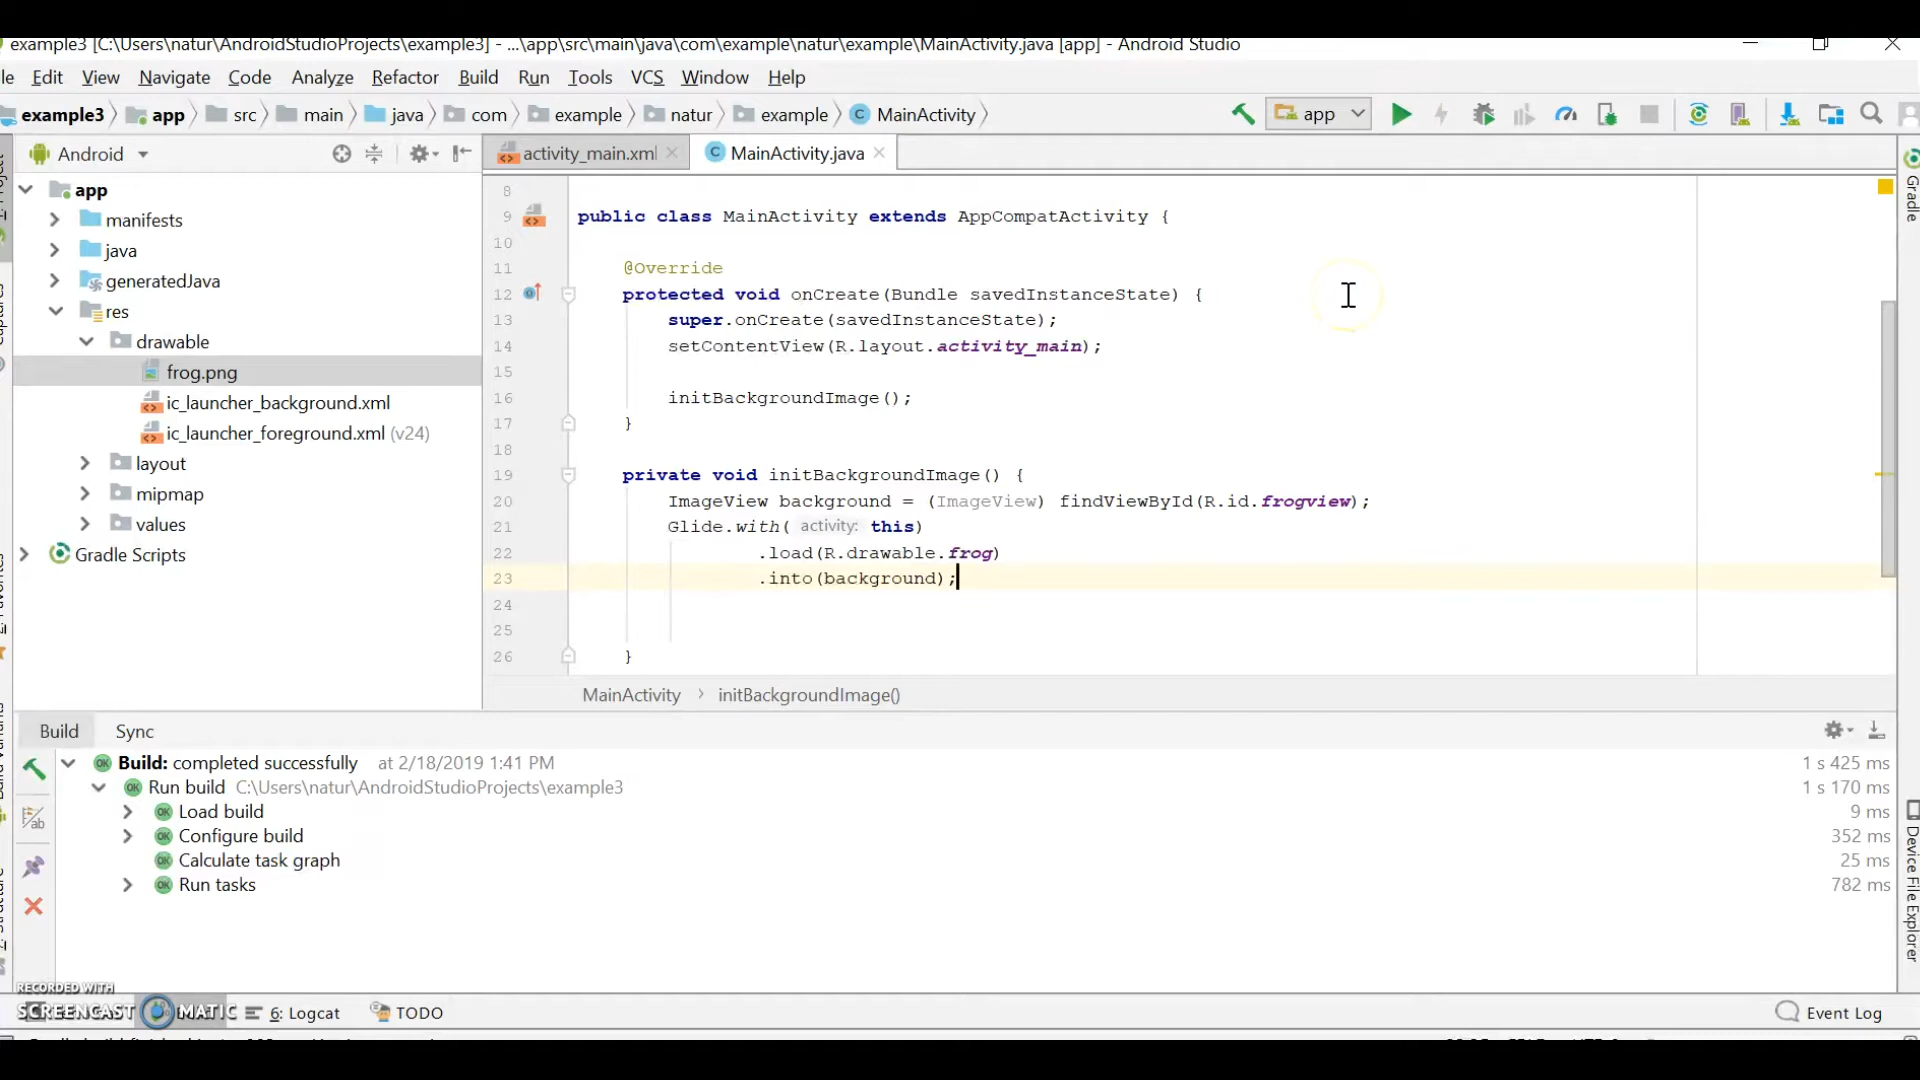 example3 [C:\Users\natur\AndroidStudioProjects\example3] - ...\app\src\main\java\com\example\natur\example\MainActivity.java [app] - Android Studio
le Edit View Navigate Code Analyze Refactor Build Run Tools VCS Window Help
example3 app src main java com example natur example MainActivity app
Android
activity_main.xml MainActivity.java
app
manifests
java
generatedJava
res
drawable
frog.png
ic_launcher_background.xml
ic_launcher_foreground.xml (v24)
layout
mipmap
values
Gradle Scripts
8
9 public class MainActivity extends AppCompatActivity {
10
11 @Override
12 protected void onCreate(Bundle savedInstanceState) {
13 super.onCreate(savedInstanceState);
14 setContentView(R.layout.activity_main);
15
16 initBackgroundImage();
17 }
18
19 private void initBackgroundImage() {
20 ImageView background = (ImageView) findViewById(R.id.frogview);
21 Glide.with( activity: this)
22 .load(R.drawable.frog)
23 .into(background);
24
25
26 }
MainActivity › initBackgroundImage()
Gradle
Device File Explorer
Build Sync
Build: completed successfully at 2/18/2019 1:41 PM 1 s 425 ms
Run build C:\Users\natur\AndroidStudioProjects\example3 1 s 170 ms
Load build 9 ms
Configure build 352 ms
Calculate task graph 25 ms
Run tasks 782 ms
RECORDED WITH
SCREENCAST MATIC
6: Logcat TODO Event Log